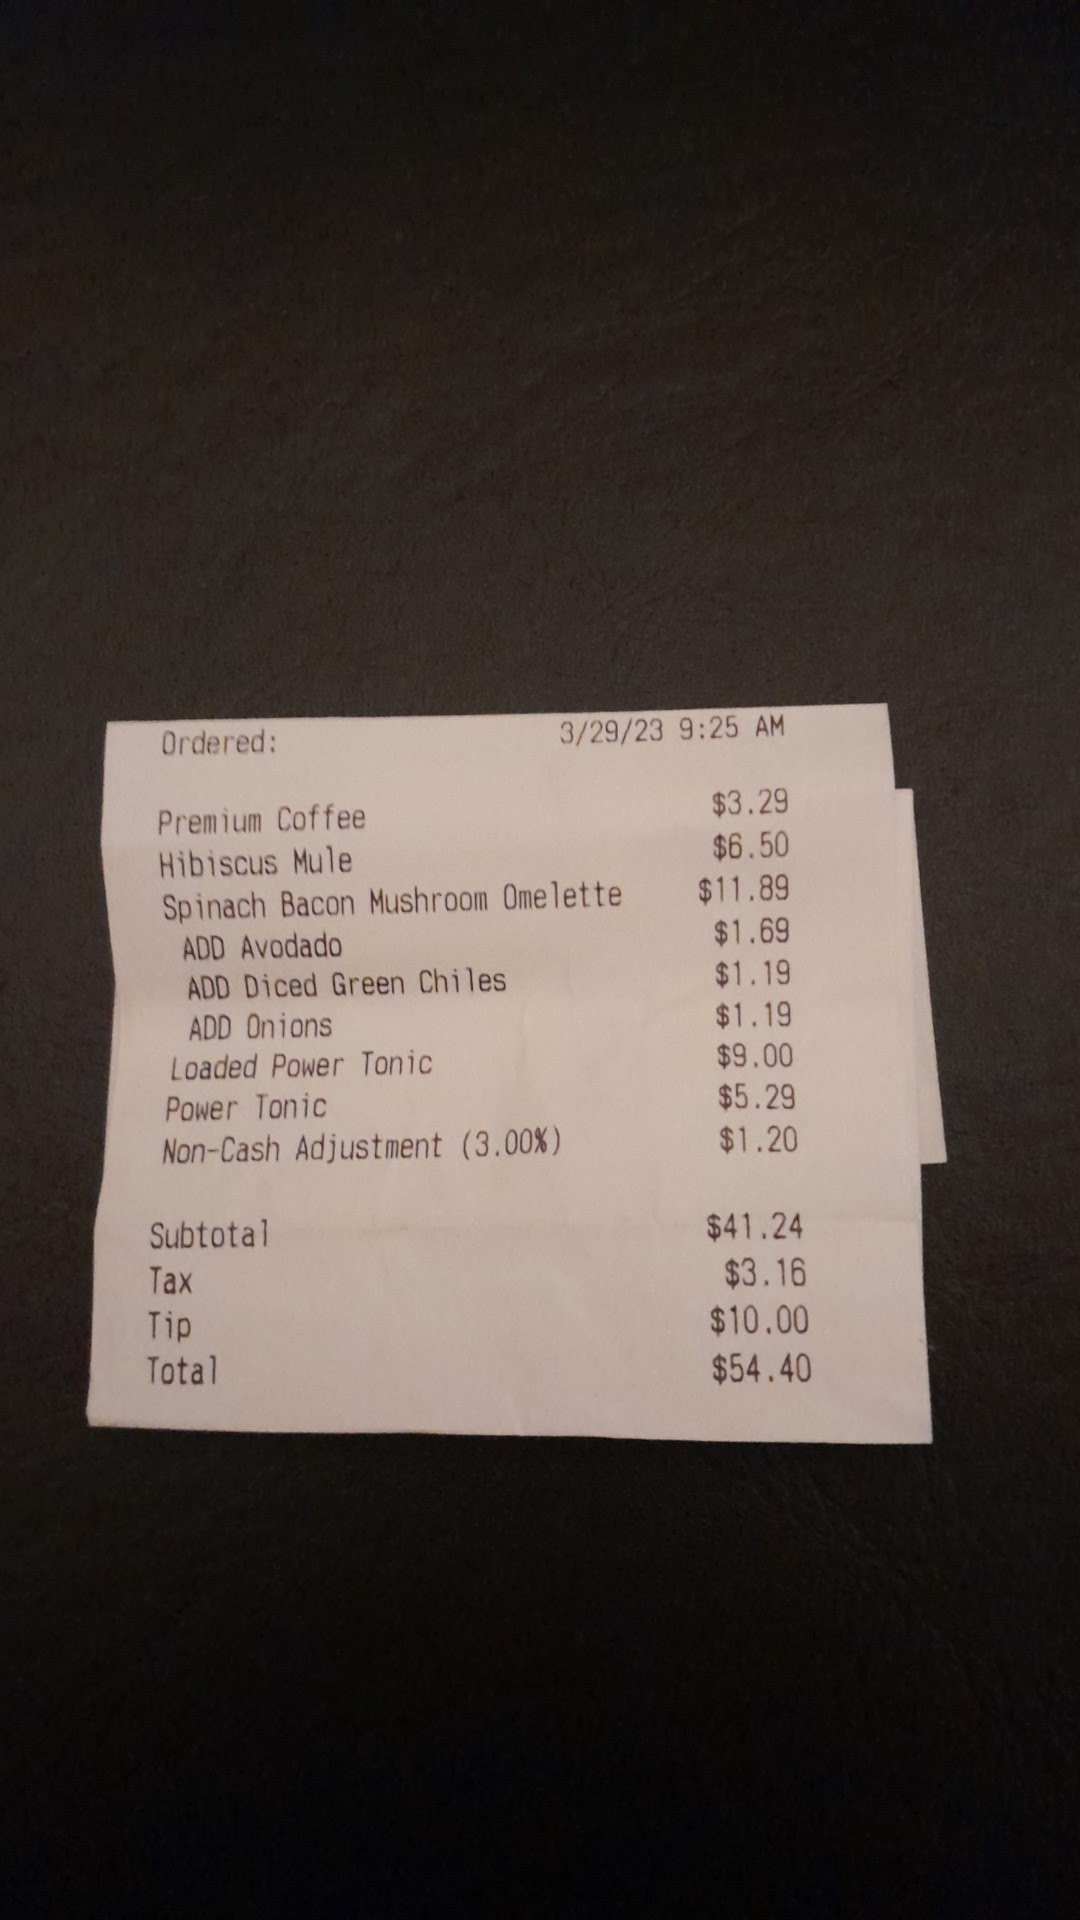 Ordered: 3/29/23 9:25 AM
Premium Coffee $3.29
Hibiscus Mule $6.50
Spinach Bacon Mushroom Omelette $11.89
ADD Avodado $1.69
ADD Diced Green Chiles $1.19
ADD Onions $1.19
Loaded Power Tonic $9.00
Power Tonic $5.29
Non-Cash Adjustment (3.00%) $1.20
Subtotal $41.24
Tax $3.16
Tip $10.00
Total $54.40